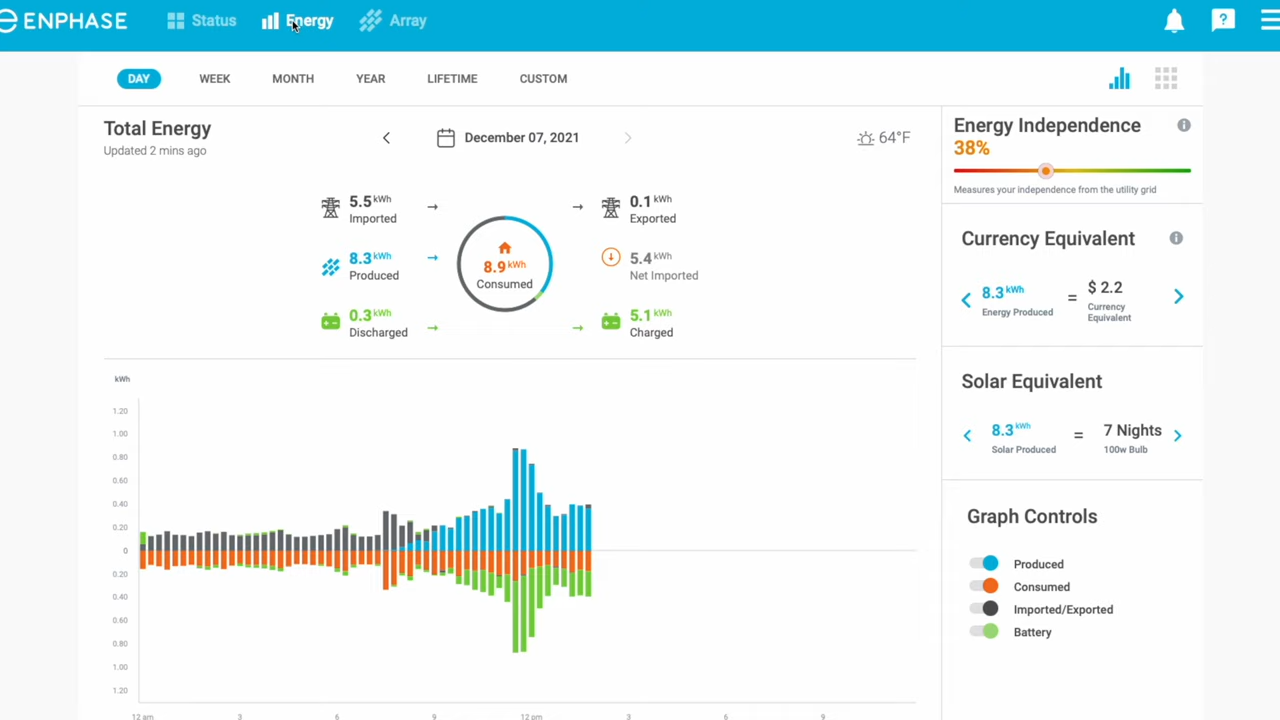 ENPHASE
Status
Energy
Array
DAY
WEEK
MONTH
YEAR
LIFETIME
CUSTOM
Total Energy
Updated 2 mins ago
December 07, 2021
64°F
5.5 kWh
Imported
8.3 kWh
Produced
0.3 kWh
Discharged
8.9 kWh
Consumed
0.1 kWh
Exported
5.4 kWh
Net Imported
5.1 kWh
Charged
kWh
1.20
1.00
0.80
0.60
0.40
0.20
0
0.20
0.40
0.60
0.80
1.00
1.20
12 am
3
6
9
12 pm
3
6
9
Energy Independence
38%
Measures your independence from the utility grid
Currency Equivalent
8.3 kWh
Energy Produced
=
$ 2.2
Currency
Equivalent
Solar Equivalent
8.3 kWh
Solar Produced
=
7 Nights
100w Bulb
Graph Controls
Produced
Consumed
Imported/Exported
Battery